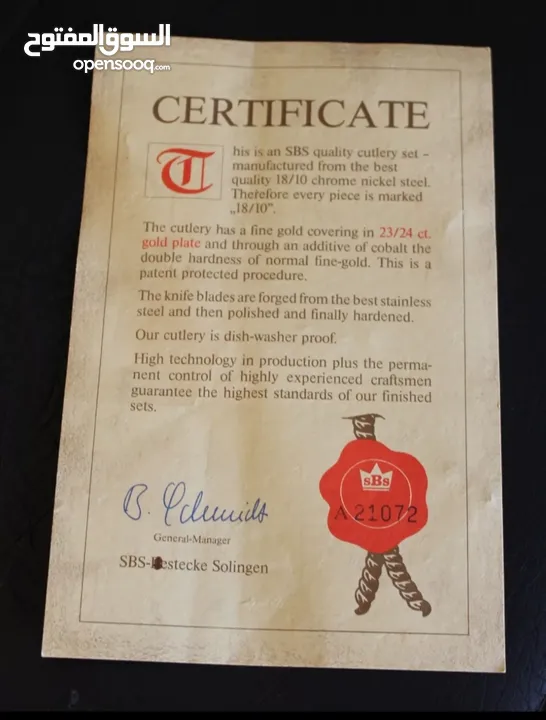 السوق المفتوح
opensooq.com
CERTIFICATE
This is an SBS quality cutlery set –
manufactured from the best
quality 18/10 chrome nickel steel.
Therefore every piece is marked
„18/10”.
The cutlery has a fine gold covering in 23/24 ct.
gold plate and through an additive of cobalt the
double hardness of normal fine-gold. This is a
patent protected procedure.
The knife blades are forged from the best stainless
steel and then polished and finally hardened.
Our cutlery is dish-washer proof.
High technology in production plus the perma-
nent control of highly experienced craftsmen
guarantee the highest standards of our finished
sets.
sBs
A 21072
B. Schmidt
General-Manager
SBS-Bestecke Solingen